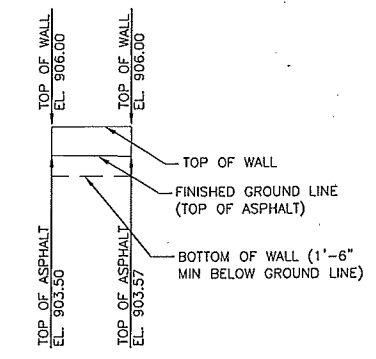 TOP OF WALL
EL. 906.00
TOP OF WALL
EL. 906.00
TOP OF WALL
FINISHED GROUND LINE
(TOP OF ASPHALT)
BOTTOM OF WALL (1'-6"
MIN BELOW GROUND LINE)
TOP OF ASPHALT
EL. 903.50
TOP OF ASPHALT
EL. 903.57